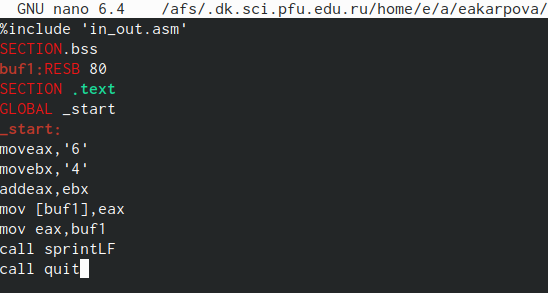 GNU nano 6.4 /afs/.dk.sci.pfu.edu.ru/home/e/a/eakarpova/
%include 'in_out.asm'
SECTION.bss
buf1:RESB 80
SECTION .text
GLOBAL _start
_start:
moveax,'6'
movebx,'4'
addeax,ebx
mov [buf1],eax
mov eax,buf1
call sprintLF
call quit